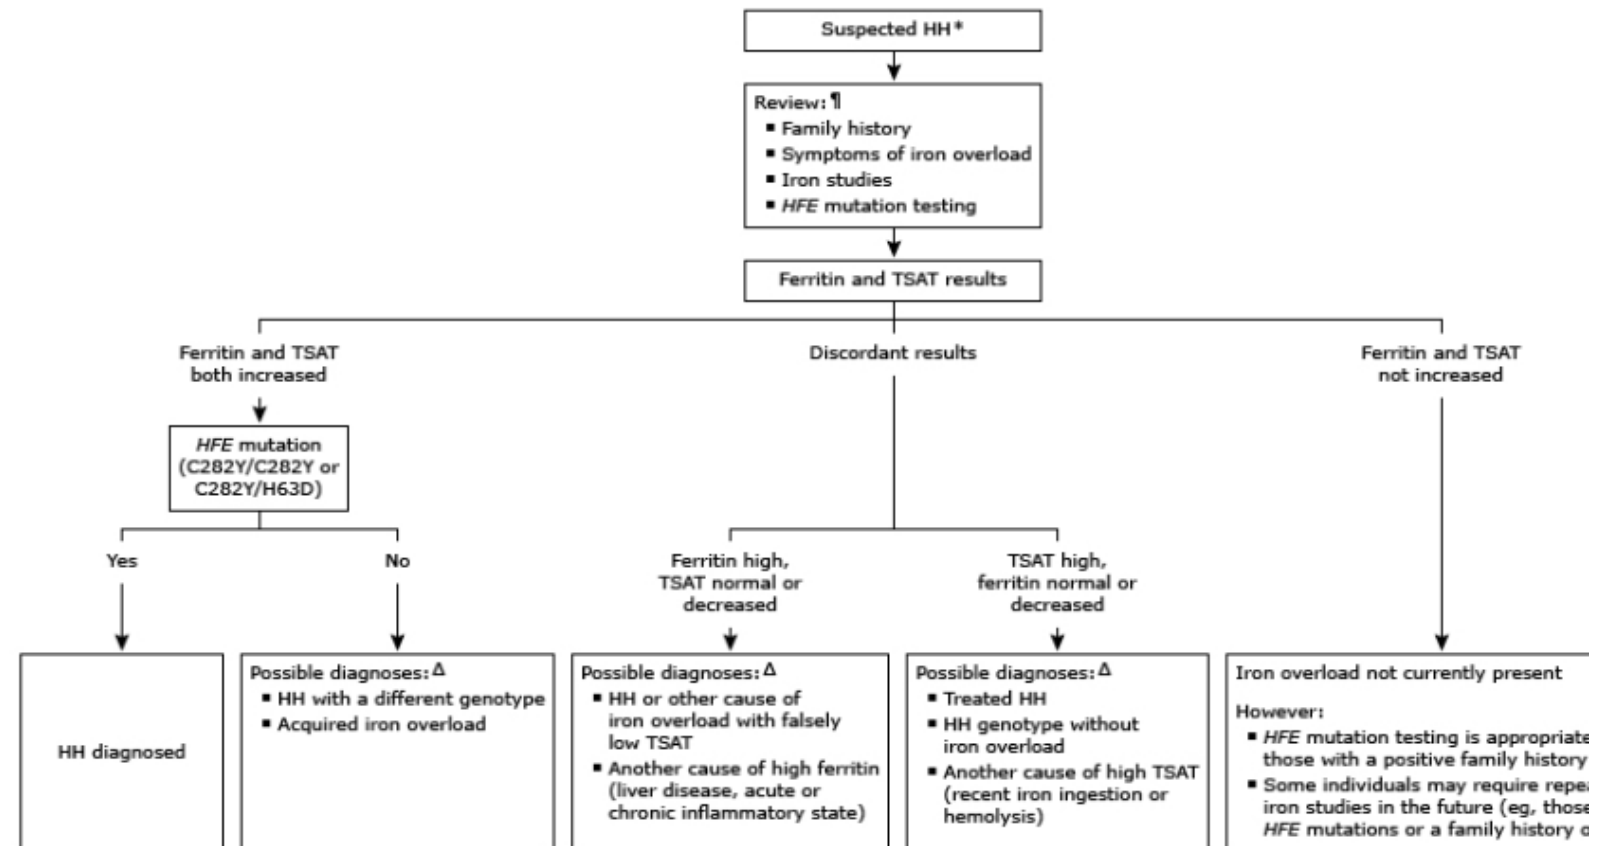 Suspected HH*
Review: ¶
▪ Family history
▪ Symptoms of iron overload
▪ Iron studies
▪ HFE mutation testing
Ferritin and TSAT results
Ferritin and TSAT
both increased
Discordant results
Ferritin and TSAT
not increased
HFE mutation
(C282Y/C282Y or
C282Y/H63D)
Yes
No
Ferritin high,
TSAT normal or
decreased
TSAT high,
ferritin normal or
decreased
HH diagnosed
Possible diagnoses: Δ
▪ HH with a different genotype
▪ Acquired iron overload
Possible diagnoses: Δ
▪ HH or other cause of
iron overload with falsely
low TSAT
▪ Another cause of high ferritin
(liver disease, acute or
chronic inflammatory state)
Possible diagnoses: Δ
▪ Treated HH
▪ HH genotype without
iron overload
▪ Another cause of high TSAT
(recent iron ingestion or
hemolysis)
Iron overload not currently present
However:
▪ HFE mutation testing is appropriate
those with a positive family history
▪ Some individuals may require
iron studies in the future (eg, those
HFE mutations or a family history